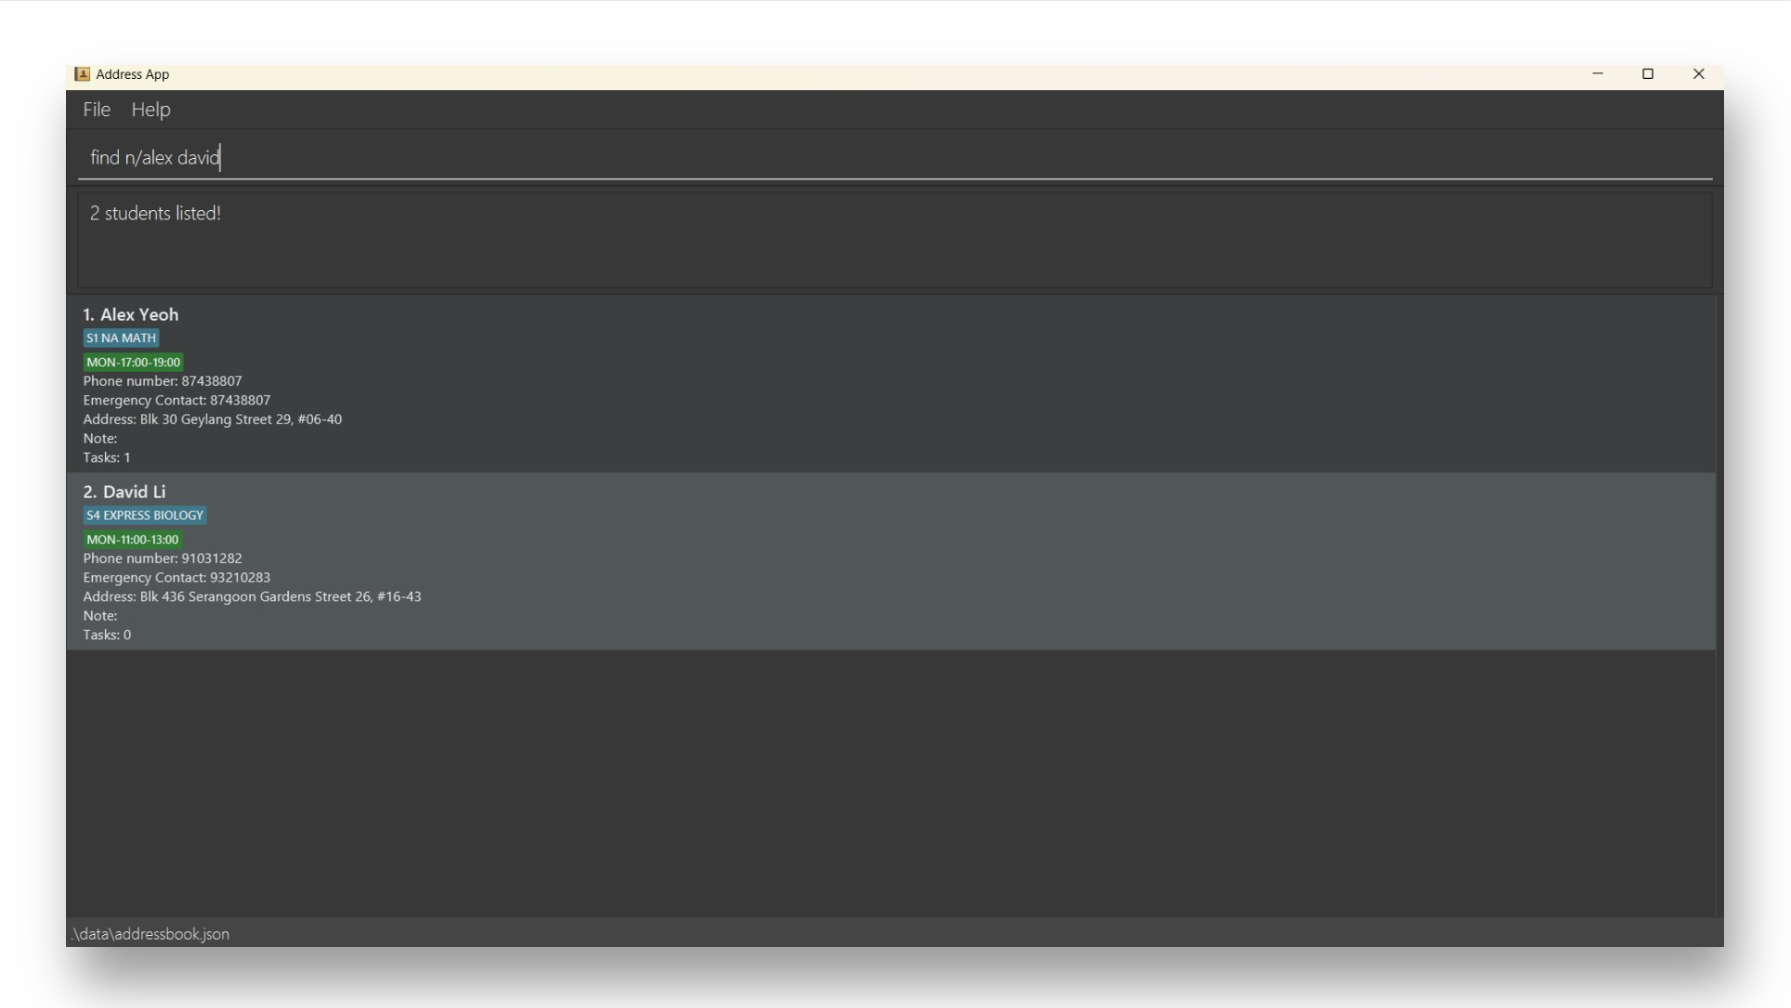 Address App
File Help
find n/alex david
2 students listed!
1. Alex Yeoh
S1 NA MATH
MON-17:00-19:00
Phone number: 87438807
Emergency Contact: 87438807
Address: Blk 30 Geylang Street 29, #06-40
Note:
Tasks: 1
2. David Li
S4 EXPRESS BIOLOGY
MON-11:00-13:00
Phone number: 91031282
Emergency Contact: 93210283
Address: Blk 436 Serangoon Gardens Street 26, #16-43
Note:
Tasks: 0
.\data\addressbook.json